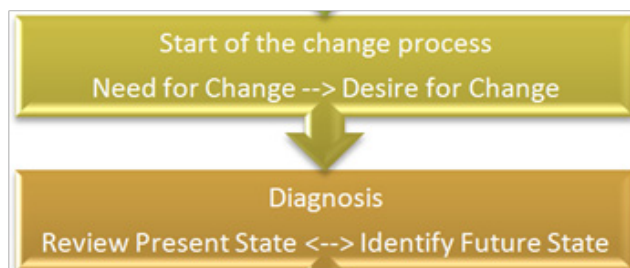 Start of the change process
Need for Change --> Desire for Change
Diagnosis
Review Present State <--> Identify Future State